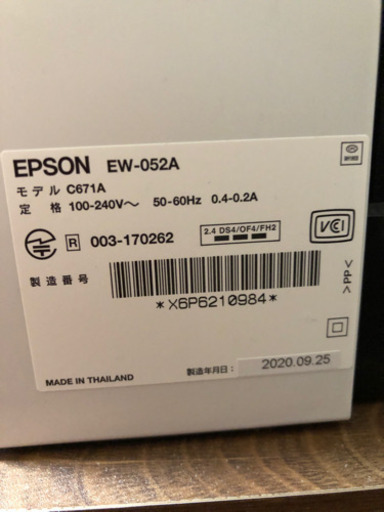 EPSON EW-052A
モデル C671A
定 格 100-240V～ 50-60Hz 0.4-0.2A
R 003-170262
2.4 DS4/OF4/FH2
VCI
製造番号
*X6P6210984*
>PP<
MADE IN THAILAND
製造年月日: 2020.09.25